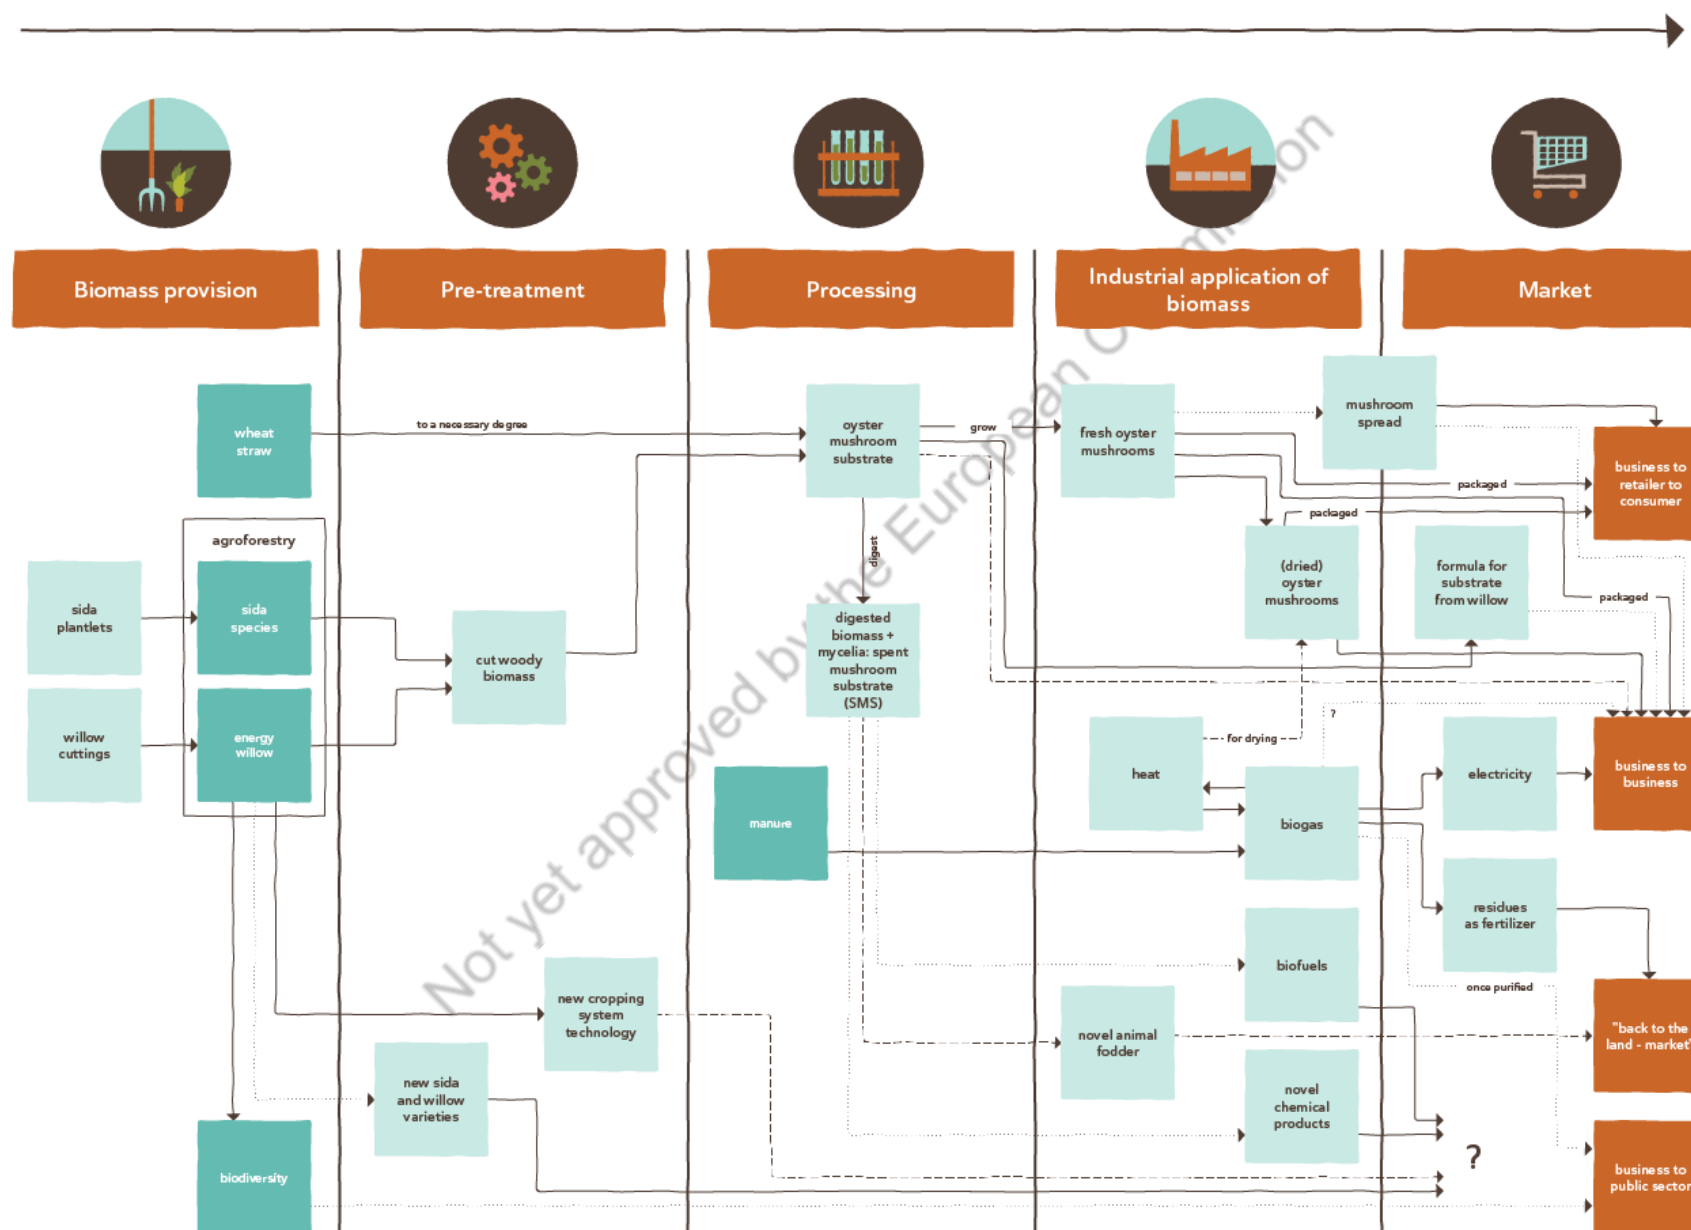 Biomass provision
Pre-treatment
Processing
Industrial application of
biomass
Market
wheat
straw
to a necessary degree
oyster
mushroom
substrate
grow
fresh oyster
mushrooms
mushroom
spread
business to
retailer to
consumer
packaged
packaged
agroforestry
sida
plantlets
sida
species
willow
cuttings
energy
willow
cut woody
biomass
digest
digested
biomass +
mycelia: spent
mushroom
substrate
(SMS)
(dried)
oyster
mushrooms
formula for
substrate
from willow
packaged
manure
heat
for drying
?
biogas
electricity
business to
business
residues
as fertilizer
biofuels
once purified
new cropping
system
technology
novel animal
fodder
"back to the
land - market"
new sida
and willow
varieties
novel
chemical
products
?
biodiversity
business to
public sector
Not yet approved by the European Commission